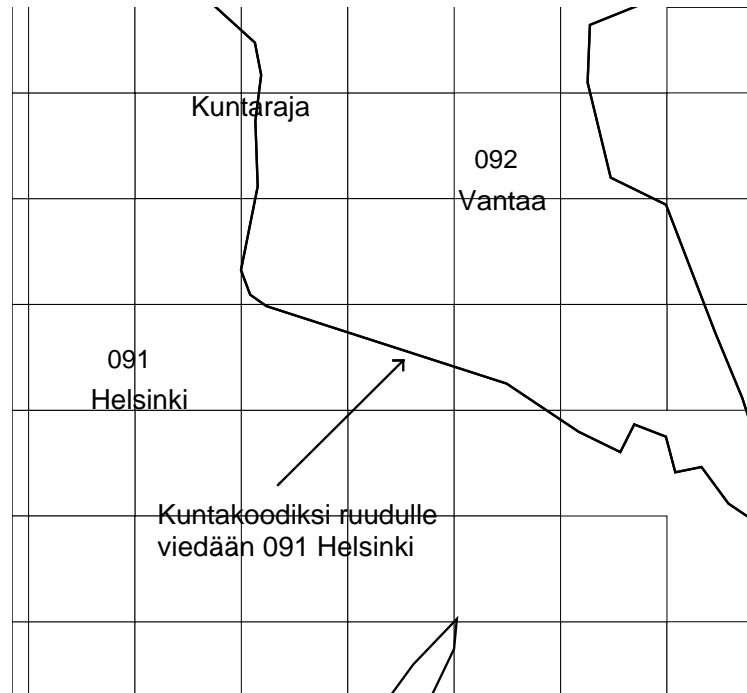 Kuntaraja
092
Vantaa
091
Helsinki
Kuntakoodiksi ruudulle
viedään 091 Helsinki